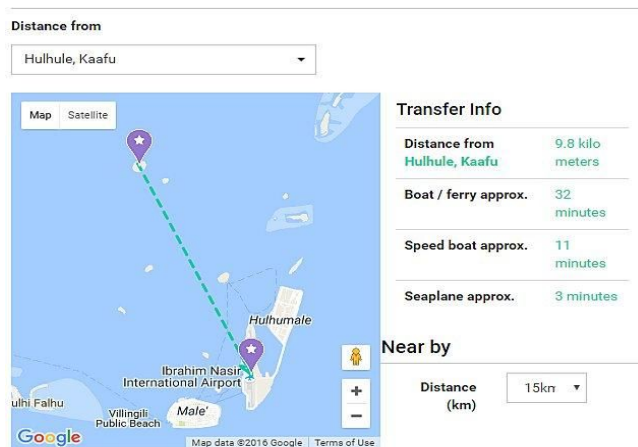 Distance from
Hulhule, Kaafu
Map Satellite
Hulhumale
Ibrahim Nasir
International Airport
ulhi Falhu
Villingili
Public Beach
Male'
Google
Map data ©2016 Google Terms of Use
Transfer Info
Distance from 9.8 kilo
Hulhule, Kaafu meters
Boat / ferry approx. 32
minutes
Speed boat approx. 11
minutes
Seaplane approx. 3 minutes
Near by
Distance 15km
(km)